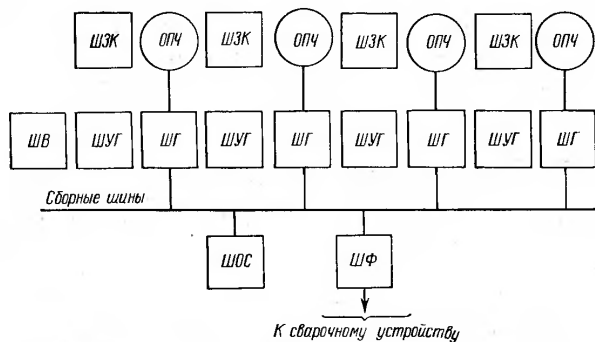 ШЗК ОПЧ ШЗК ОПЧ ШЗК ОПЧ ШЗК ОПЧ
ШВ ШУГ ШГ ШУГ ШГ ШУГ ШГ ШУГ ШГ
Сборные шины
ШОС ШФ
К сварочному устройству